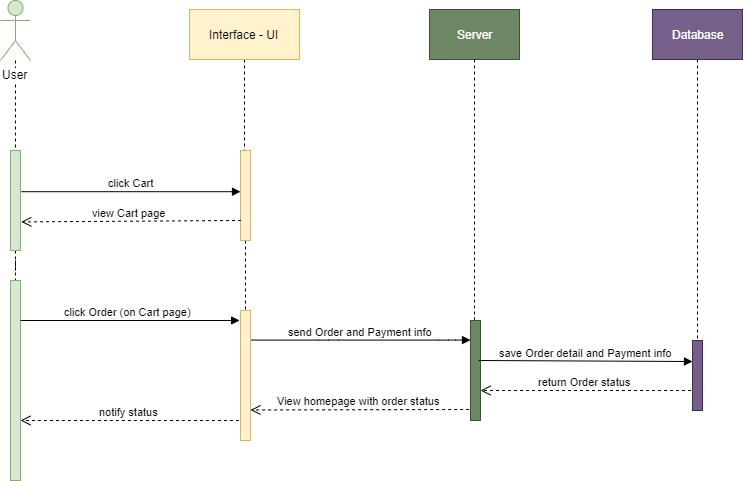 Interface - UI
Server
Database
User
click Cart
view Cart page
click Order (on Cart page)
send Order and Payment info
save Order detail and Payment info
return Order status
View homepage with order status
notify status